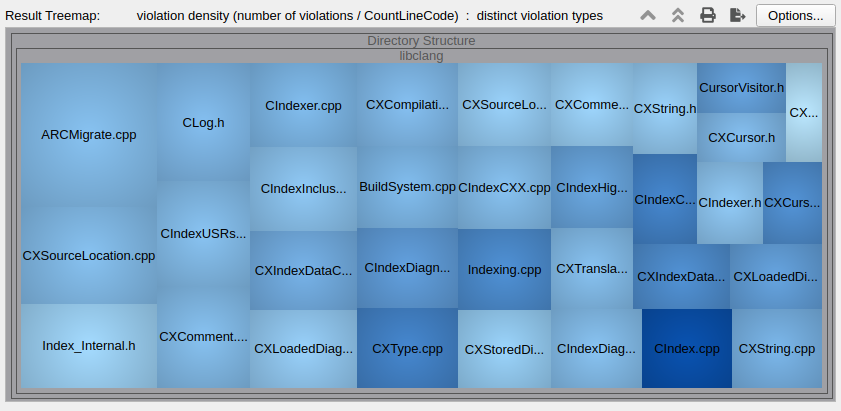 Result Treemap: violation density (number of violations / CountLineCode) : distinct violation types
Options...
Directory Structure
libclang
ARCMigrate.cpp
CXSourceLocation.cpp
Index_Internal.h
CLog.h
CIndexUSRs...
CXComment....
CIndexer.cpp
CIndexInclus...
CXIndexDataC...
CXLoadedDiag...
CXCompilati...
BuildSystem.cpp
CIndexDiagn...
CXType.cpp
CXSourceLo...
CIndexCXX.cpp
Indexing.cpp
CXStoredDi...
CXComme...
CIndexHig...
CXTransla...
CIndexDiag...
CXString.h
CursorVisitor.h
CXCursor.h
CX...
CIndexC...
CIndexer.h
CXCurs...
CXIndexData...
CXLoadedDi...
CIndex.cpp
CXString.cpp